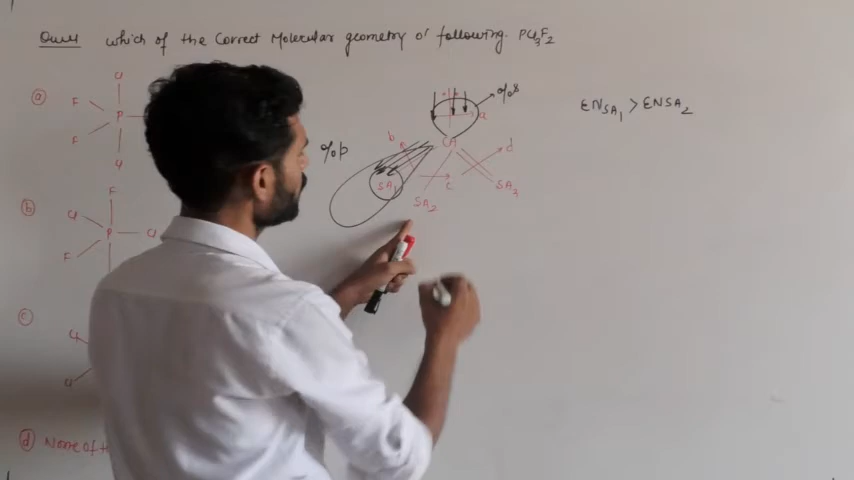 Ques which of the Correct Molecular geometry of following. PCl3F2
a Cl
F P
F
Cl
b F
Cl P Cl
F
c Cl
Cl
d None of th
%s
a
%p b CA d
SA1 c SA3
SA2
ENSA1 > ENSA2